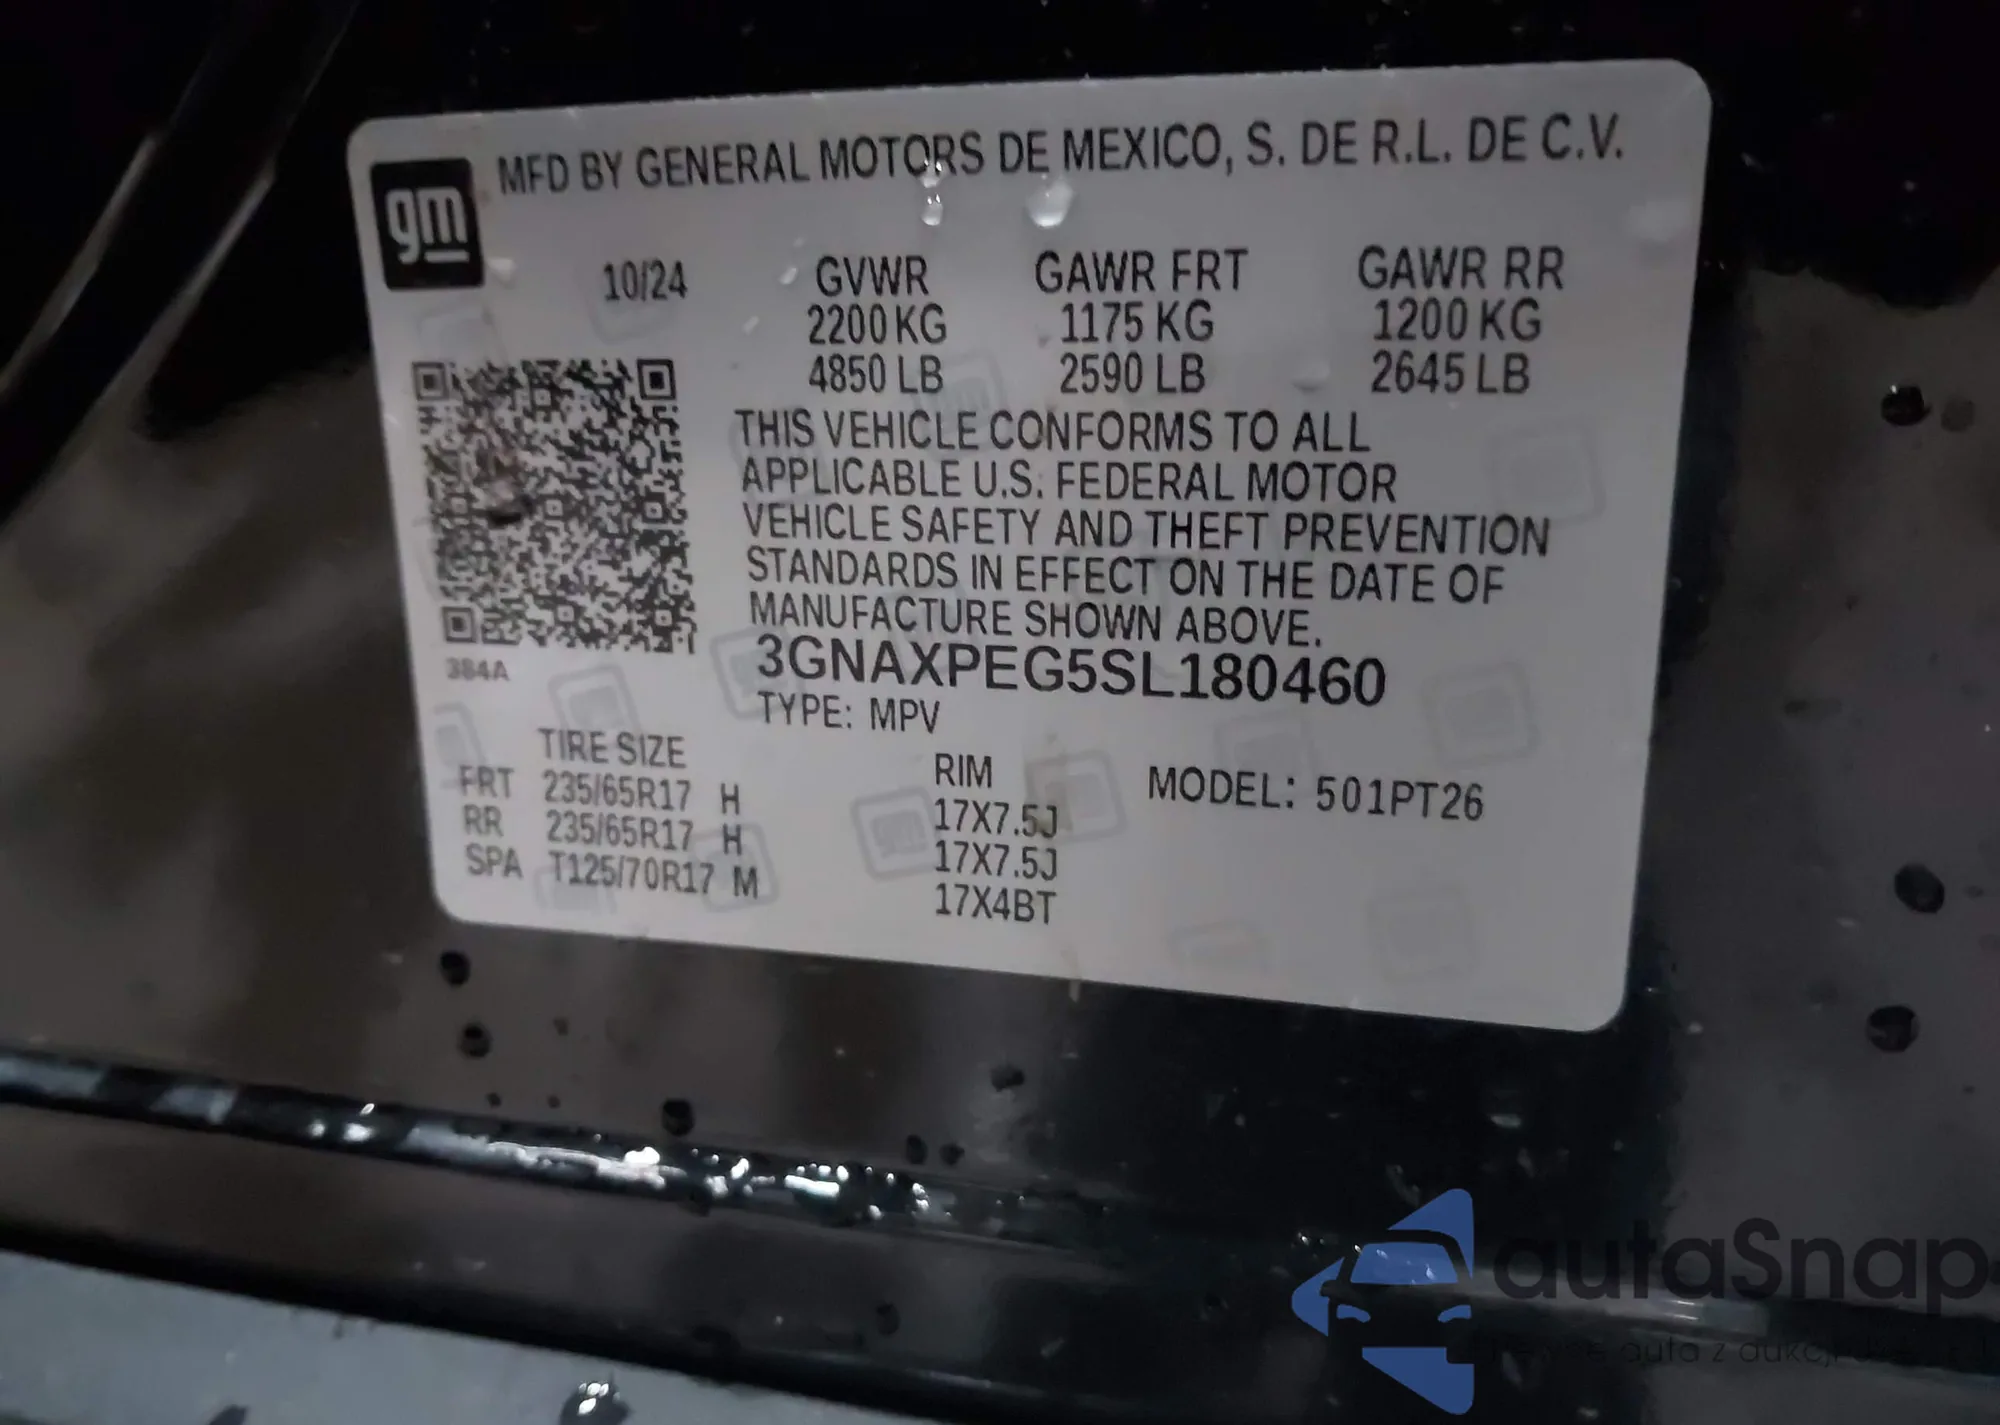 gm
MFD BY GENERAL MOTORS DE MEXICO, S. DE R.L. DE C.V.
10/24 GVWR GAWR FRT GAWR RR
2200 KG 1175 KG 1200 KG
4850 LB 2590 LB 2645 LB
THIS VEHICLE CONFORMS TO ALL
APPLICABLE U.S. FEDERAL MOTOR
VEHICLE SAFETY AND THEFT PREVENTION
STANDARDS IN EFFECT ON THE DATE OF
MANUFACTURE SHOWN ABOVE.
384A
3GNAXPEG5SL180460
TYPE: MPV
TIRE SIZE RIM MODEL: 501PT26
FRT 235/65R17 H 17X7.5J
RR 235/65R17 H 17X7.5J
SPA T125/70R17 M 17X4BT
autaSnap
auta z aukcji